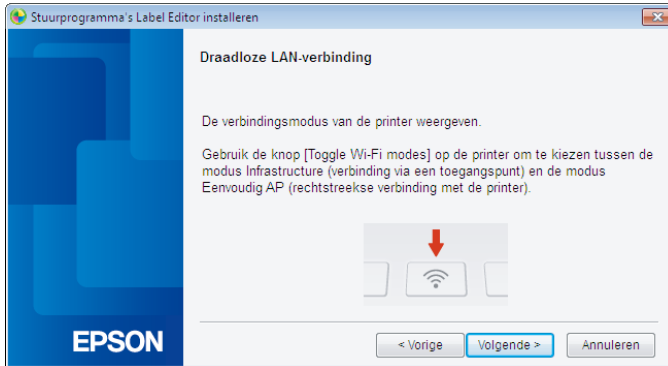 Stuurprogramma's Label Editor installeren
Draadloze LAN-verbinding
De verbindingsmodus van de printer weergeven.
Gebruik de knop [Toggle Wi-Fi modes] op de printer om te kiezen tussen de
modus Infrastructure (verbinding via een toegangspunt) en de modus
Eenvoudig AP (rechtstreekse verbinding met de printer).
EPSON
< Vorige
Volgende >
Annuleren